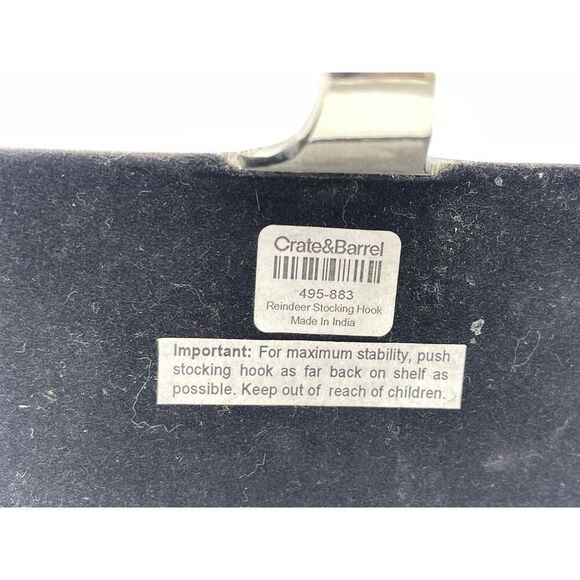 Crate&Barrel
495-883
Reindeer Stocking Hook
Made In India
Important: For maximum stability, push
stocking hook as far back on shelf as
possible. Keep out of reach of children.